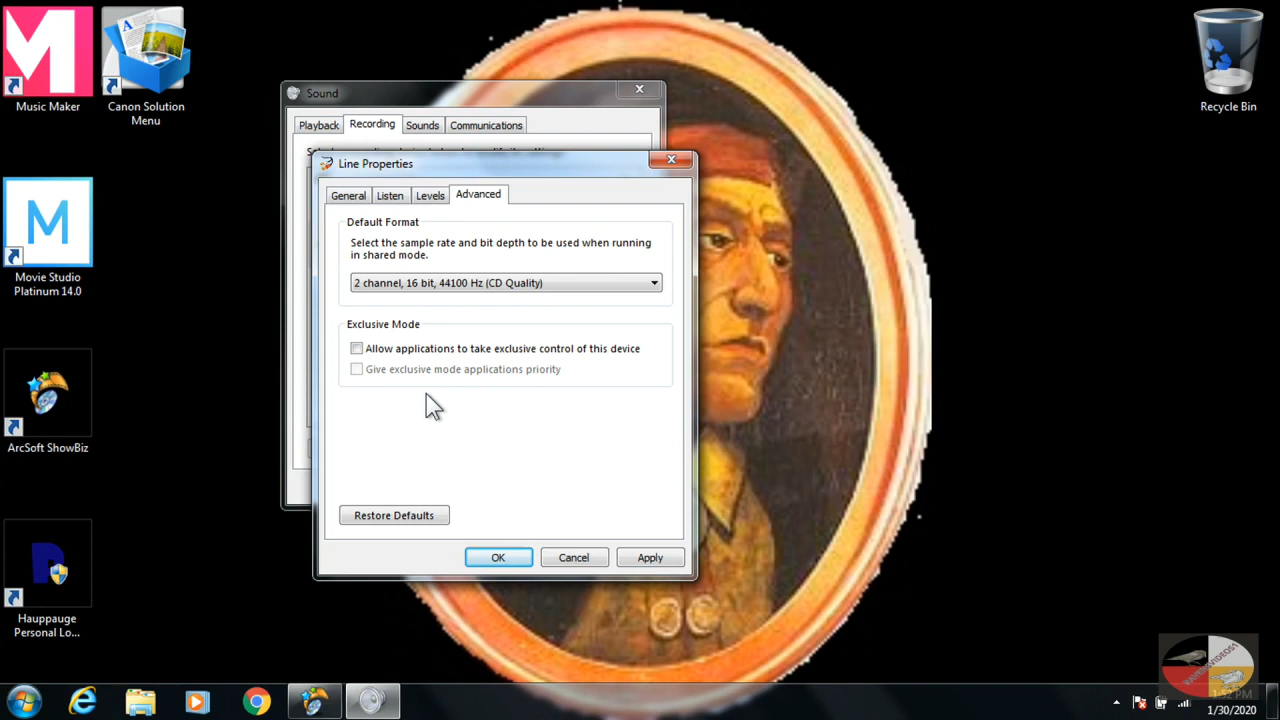 Music Maker
Canon Solution
Menu
Recycle Bin
Movie Studio
Platinum 14.0
ArcSoft ShowBiz
Hauppauge
Personal Lo...
Sound
Playback
Recording
Sounds
Communications
Line Properties
General
Listen
Levels
Advanced
Default Format
Select the sample rate and bit depth to be used when running
in shared mode.
2 channel, 16 bit, 44100 Hz (CD Quality)
Exclusive Mode
Allow applications to take exclusive control of this device
Give exclusive mode applications priority
Restore Defaults
OK
Cancel
Apply
1:52 PM
1/30/2020